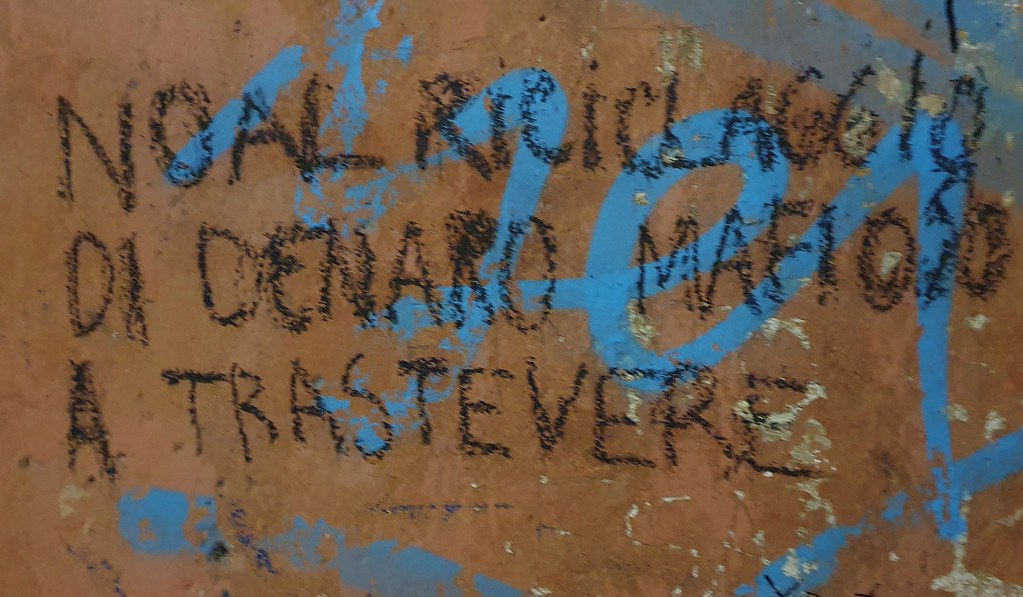 NO AL RICICLAGGIO
DI DENARO MAFIOSO
A TRASTEVERE